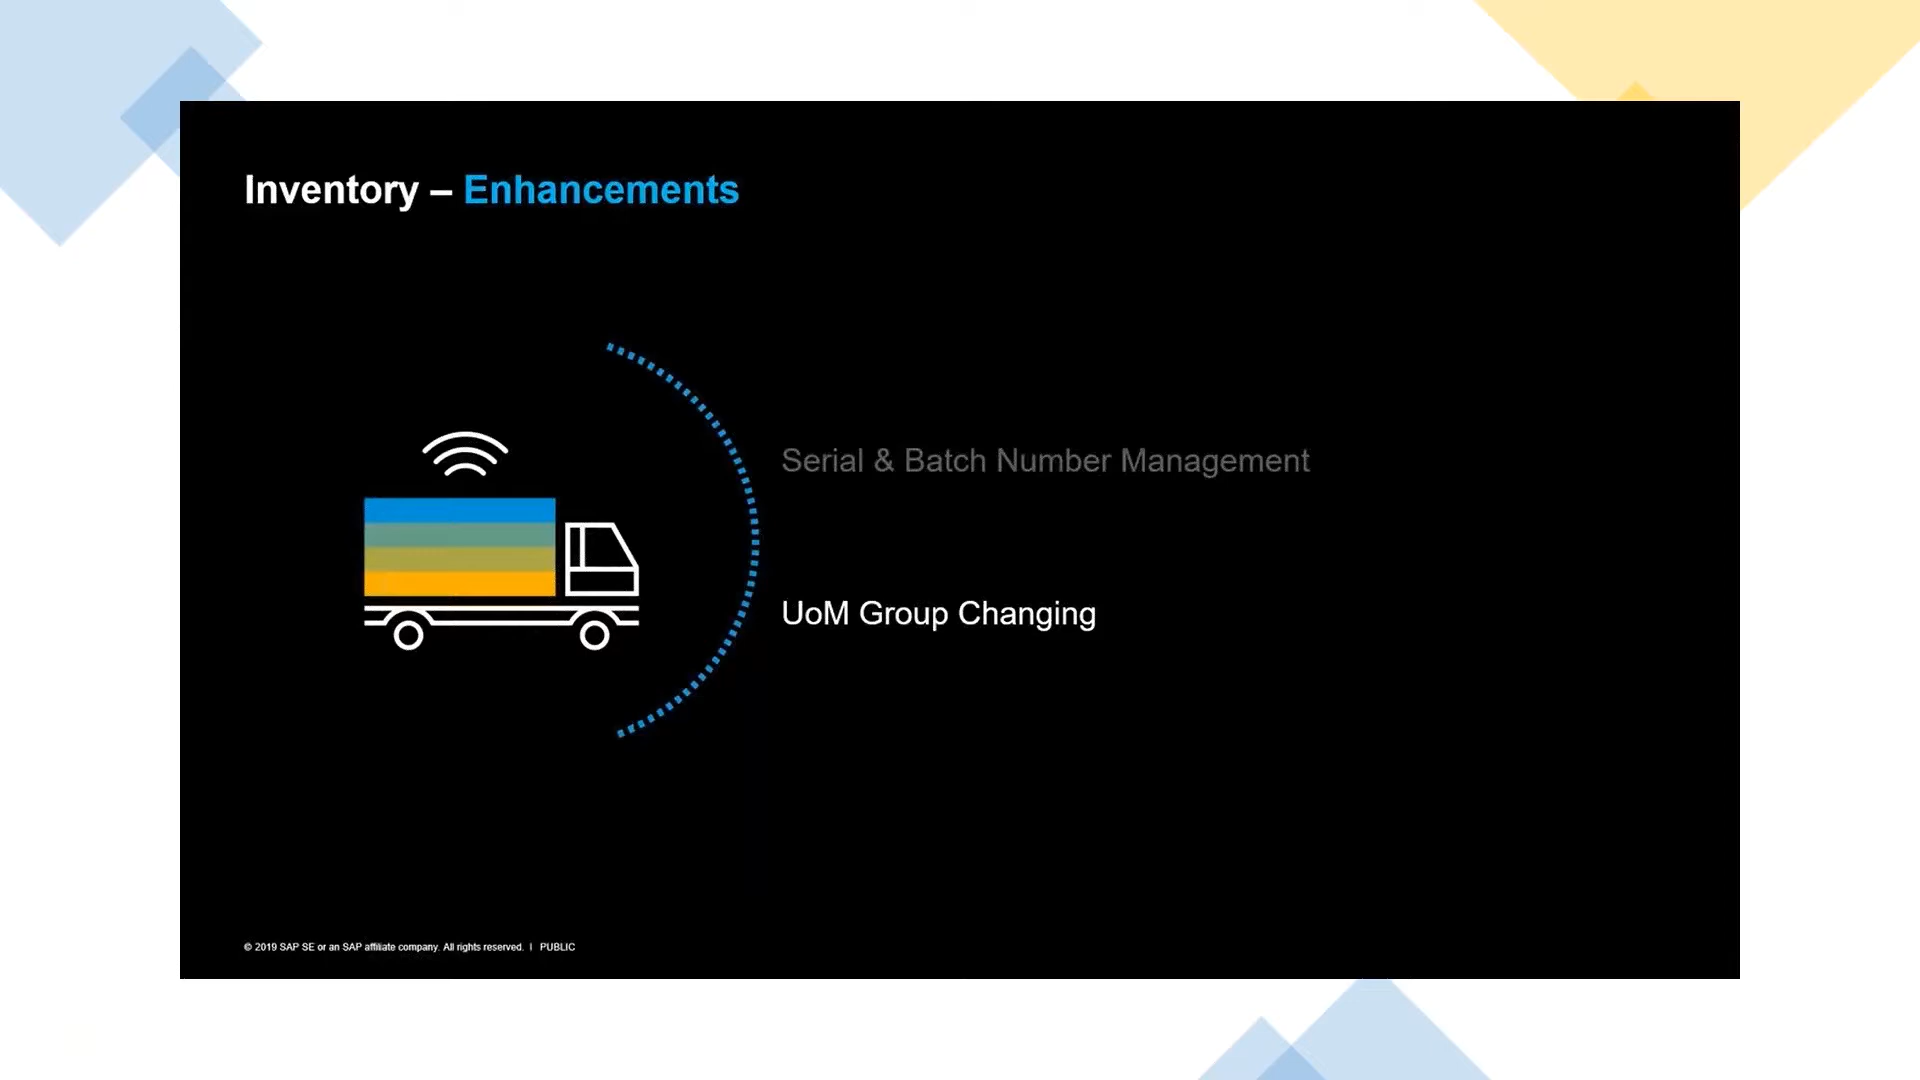 Inventory – Enhancements
Serial & Batch Number Management
UoM Group Changing
© 2019 SAP SE or an SAP affiliate company. All rights reserved. | PUBLIC